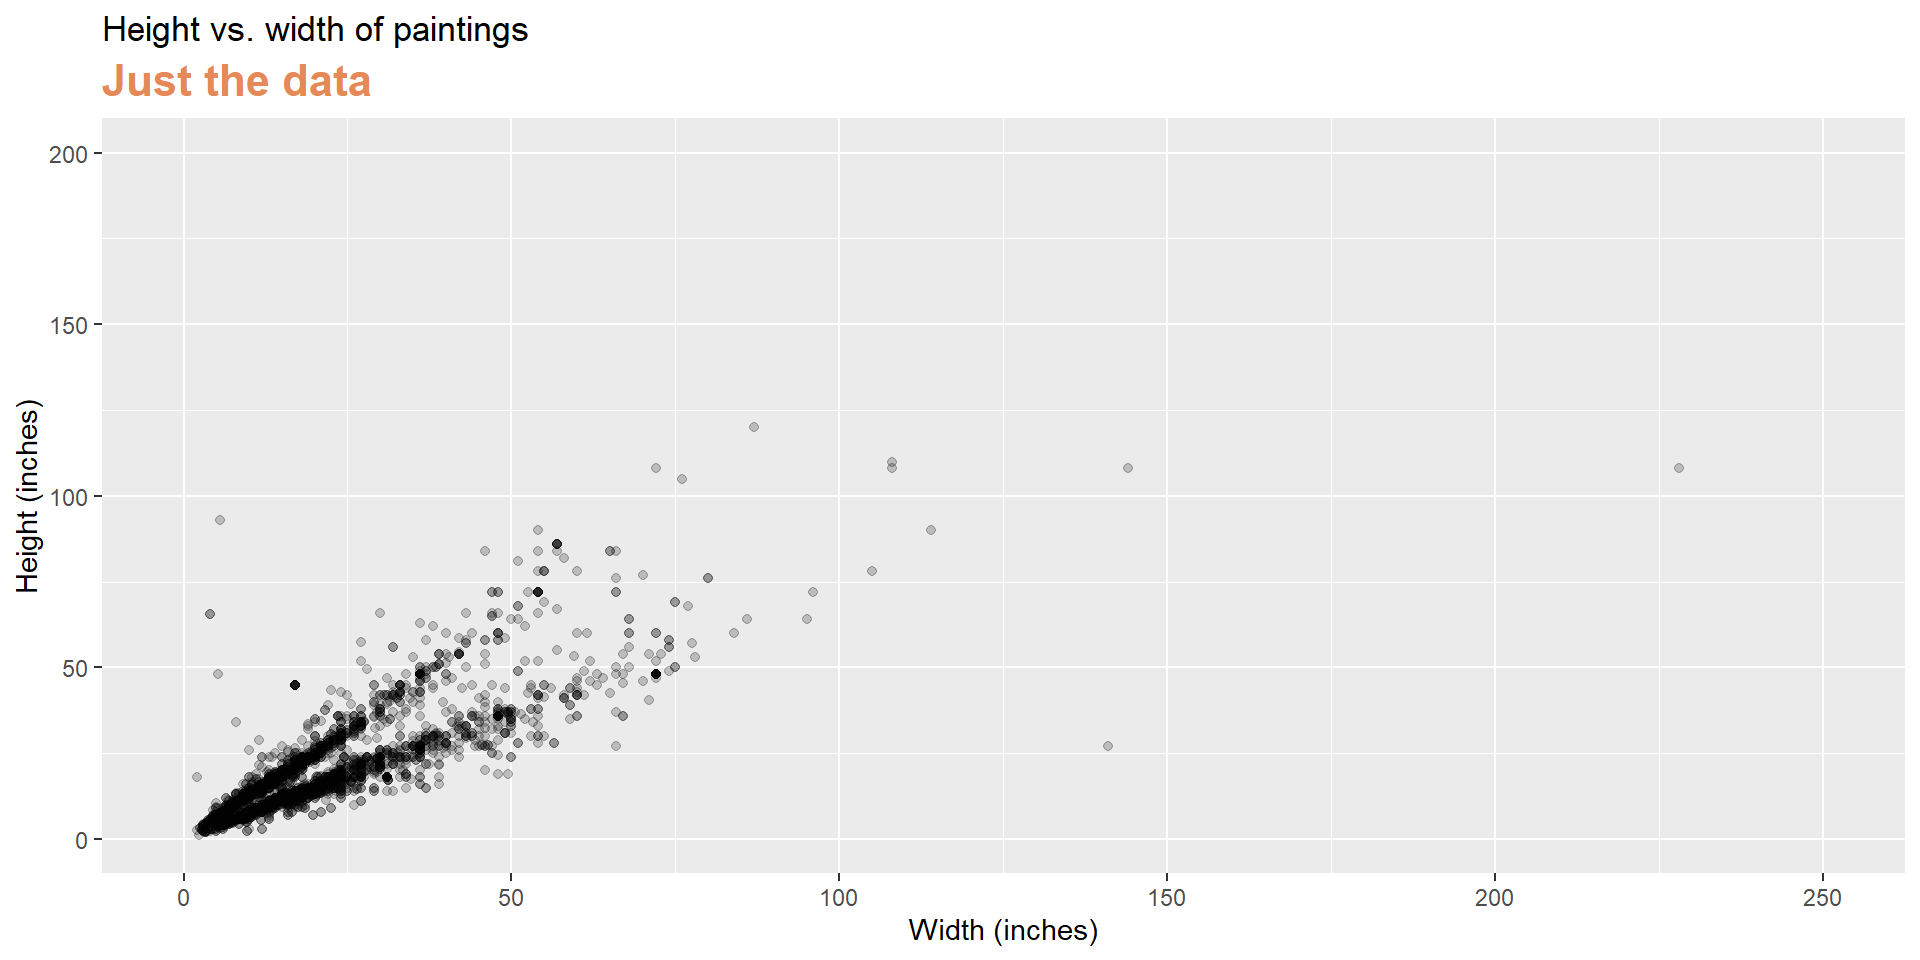 Height vs. width of paintings
Just the data
200
150
100
50
0
Height (inches)
0 50 100 150 200 250
Width (inches)